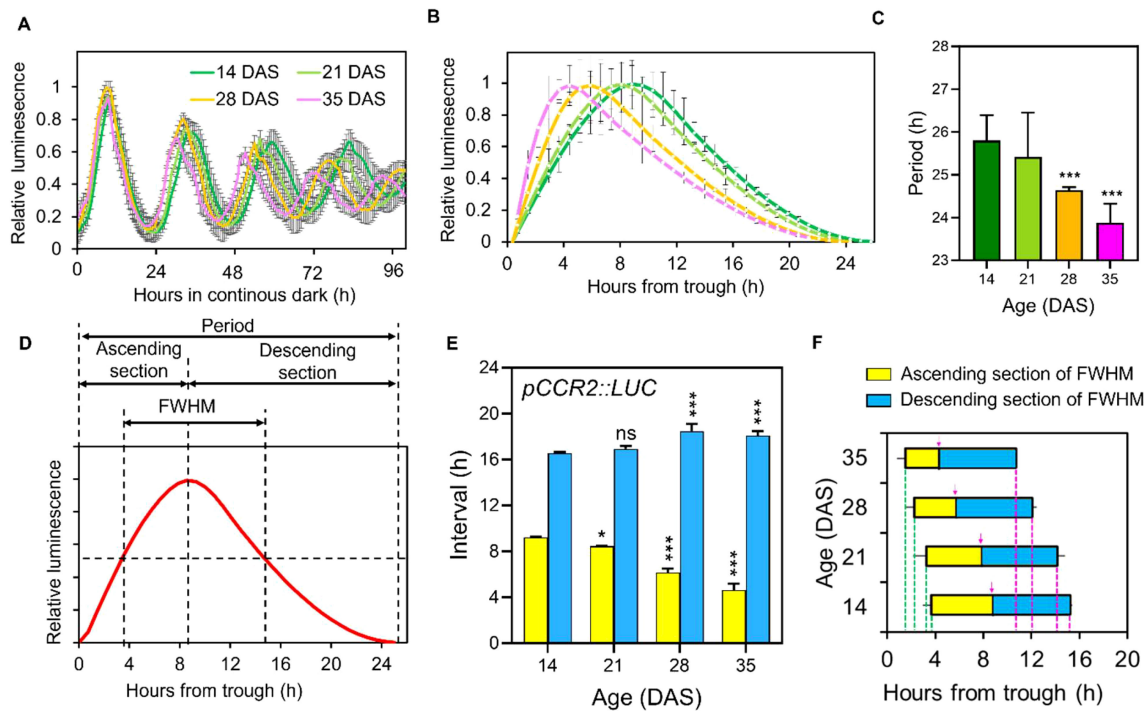 A
14 DAS
21 DAS
28 DAS
35 DAS
Relative luminesecnce
1
0.8
0.6
0.4
0.2
0
0
24
48
72
96
Hours in continous dark (h)
B
Relative luminescence
1
0.8
0.6
0.4
0.2
0
0
4
8
12
16
20
24
Hours from trough (h)
C
Period (h)
28
27
26
25
24
23
***
***
14
21
28
35
Age (DAS)
D
Period
Ascending
section
Descending
section
FWHM
Relative luminescence
0
4
8
12
16
20
24
Hours from trough (h)
E
pCCR2::LUC
Interval (h)
24
20
16
12
8
4
0
*
ns
***
***
***
***
14
21
28
35
Age (DAS)
F
Ascending section of FWHM
Descending section of FWHM
Age (DAS)
35
28
21
14
0
4
8
12
16
20
Hours from trough (h)